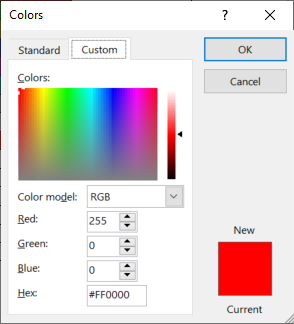 Colors ? ×
Standard Custom OK
Cancel
Colors:
Color model: RGB
Red: 255
Green: 0
Blue: 0
Hex: #FF0000
New
Current